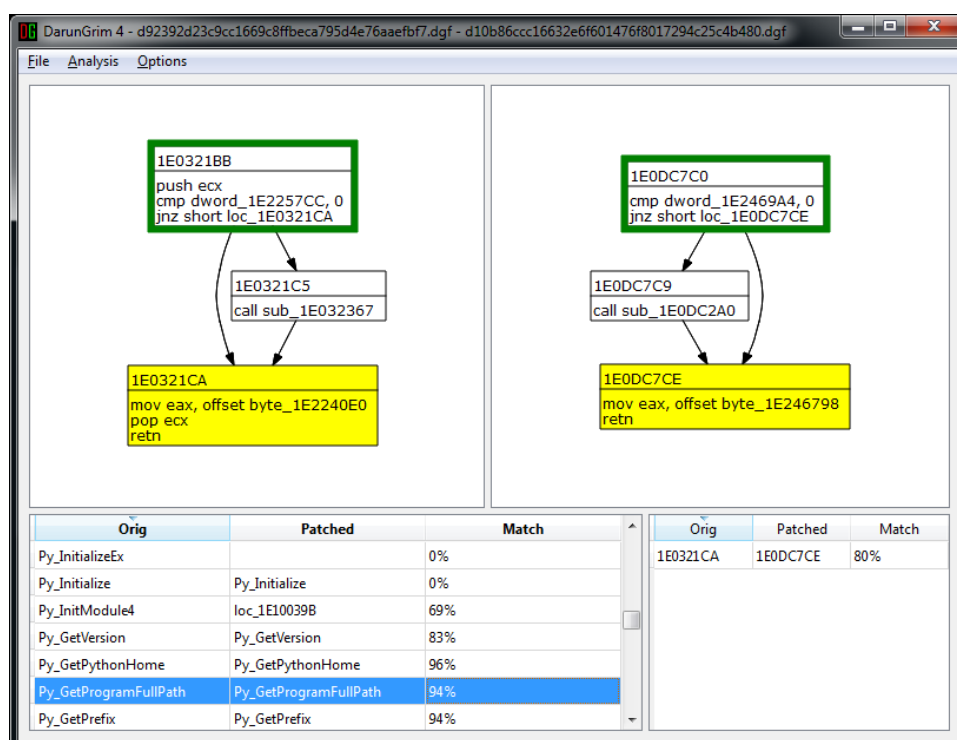 DG DarunGrim 4 - d92392d23c9cc1669c8ffbeca795d4e76aaefbf7.dgf - d10b86ccc16632e6f601476f8017294c25c4b480.dgf
File Analysis Options
1E0321BB
push ecx
cmp dword_1E2257CC, 0
jnz short loc_1E0321CA
1E0321C5
call sub_1E032367
1E0321CA
mov eax, offset byte_1E2240E0
pop ecx
retn
1E0DC7C0
cmp dword_1E2469A4, 0
jnz short loc_1E0DC7CE
1E0DC7C9
call sub_1E0DC2A0
1E0DC7CE
mov eax, offset byte_1E246798
retn
Orig Patched Match
Py_InitializeEx 0%
Py_Initialize Py_Initialize 0%
Py_InitModule4 loc_1E10039B 69%
Py_GetVersion Py_GetVersion 83%
Py_GetPythonHome Py_GetPythonHome 96%
Py_GetProgramFullPath Py_GetProgramFullPath 94%
Py_GetPrefix Py_GetPrefix 94%
Orig Patched Match
1E0321CA 1E0DC7CE 80%